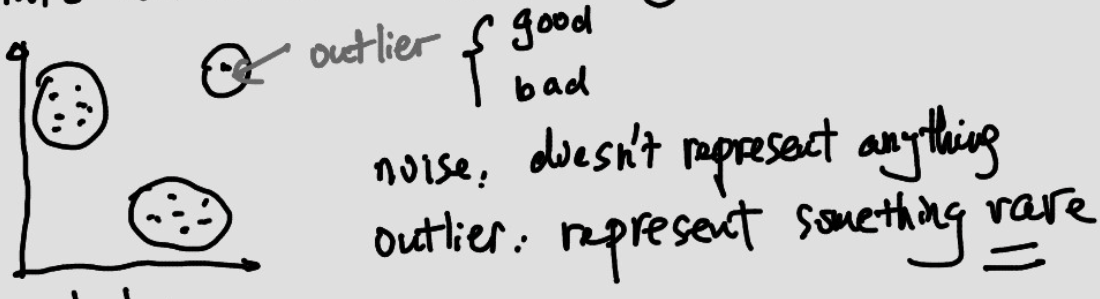 outlier { good
bad
noise: doesn't represent anything
outlier: represent something rare